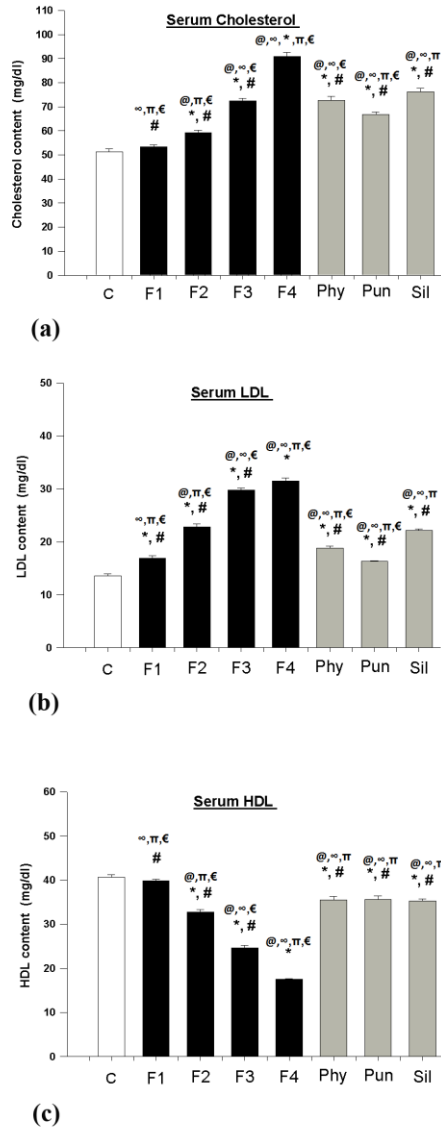 Serum Cholesterol
110
100
90
80
70
60
50
40
30
20
10
0
Cholesterol content (mg/dl)
∞,π,€
#
@,π,€
*, #
@,∞,€
*, #
@,∞,*,π,€
@,∞,€
*, #
@,∞,π,€
*, #
@,∞,π
*, #
C F1 F2 F3 F4 Phy Pun Sil
(a)
Serum LDL
50
40
30
20
10
0
LDL content (mg/dl)
∞,π,€
*, #
@,π,€
*, #
@,∞,€
*, #
@,∞,π,€
*
@,∞,π,€
*, #
@,∞,π,€
*, #
@,∞,π
*, #
C F1 F2 F3 F4 Phy Pun Sil
(b)
Serum HDL
60
50
40
30
20
10
0
HDL content (mg/dl)
∞,π,€
#
@,π,€
*, #
@,∞,€
*, #
@,∞,π,€
*
@,∞,π
*, #
@,∞,π
*, #
@,∞,π
*, #
C F1 F2 F3 F4 Phy Pun Sil
(c)